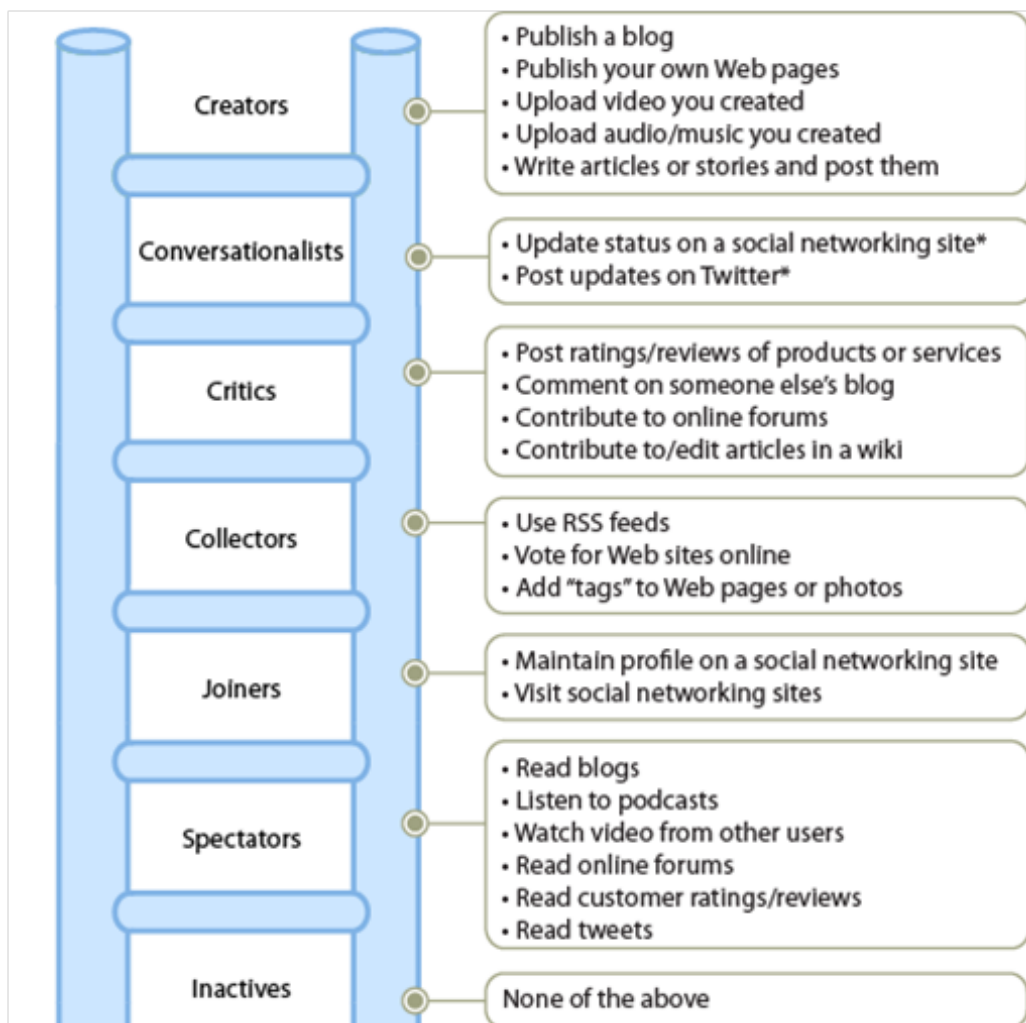 Creators
• Publish a blog
• Publish your own Web pages
• Upload video you created
• Upload audio/music you created
• Write articles or stories and post them
Conversationalists
• Update status on a social networking site*
• Post updates on Twitter*
Critics
• Post ratings/reviews of products or services
• Comment on someone else’s blog
• Contribute to online forums
• Contribute to/edit articles in a wiki
Collectors
• Use RSS feeds
• Vote for Web sites online
• Add “tags” to Web pages or photos
Joiners
• Maintain profile on a social networking site
• Visit social networking sites
Spectators
• Read blogs
• Listen to podcasts
• Watch video from other users
• Read online forums
• Read customer ratings/reviews
• Read tweets
Inactives
None of the above